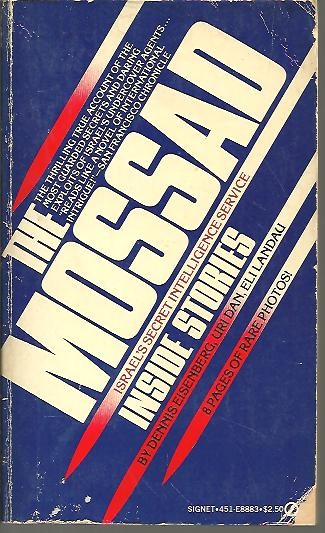 THE THRILLING TRUE ACCOUNT OF THE
MOST GUARDED SECRETS AND DARING
EXPLOITS OF ISRAEL'S UNDERCOVER AGENTS...
"READS LIKE A NOVEL OF INTERNATIONAL
INTRIGUE."—SAN FRANCISCO CHRONICLE
THE
MOSSAD
ISRAEL'S SECRET INTELLIGENCE SERVICE
INSIDE STORIES
BY DENNIS EISENBERG, URI DAN, ELI LANDAU
8 PAGES OF RARE PHOTOS!
SIGNET•451-E8883•$2.50